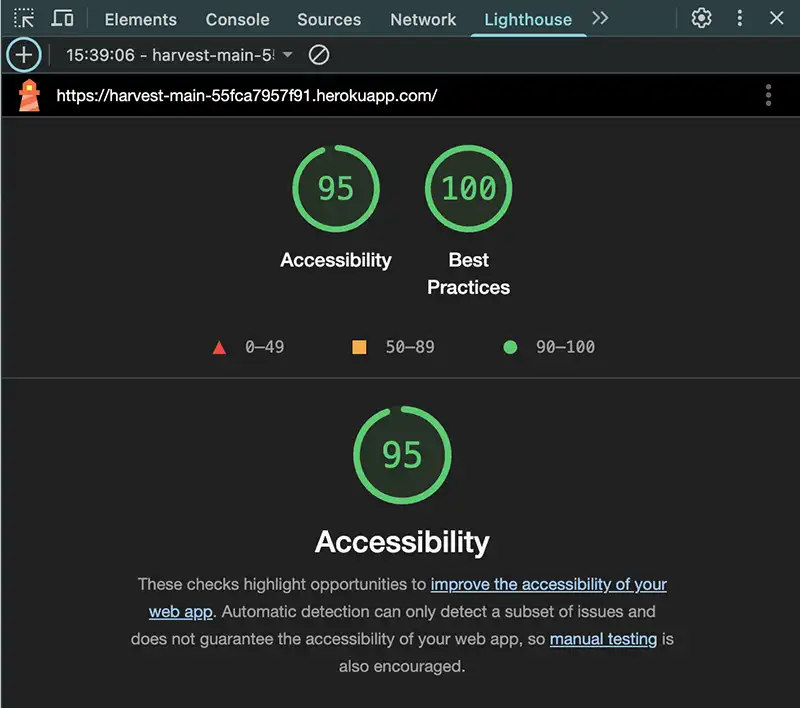 Elements Console Sources Network Lighthouse
15:39:06 - harvest-main-5
https://harvest-main-55fca7957f91.herokuapp.com/
95 100
Accessibility Best
Practices
0–49 50–89 90–100
95
Accessibility
These checks highlight opportunities to improve the accessibility of your
web app. Automatic detection can only detect a subset of issues and
does not guarantee the accessibility of your web app, so manual testing is
also encouraged.